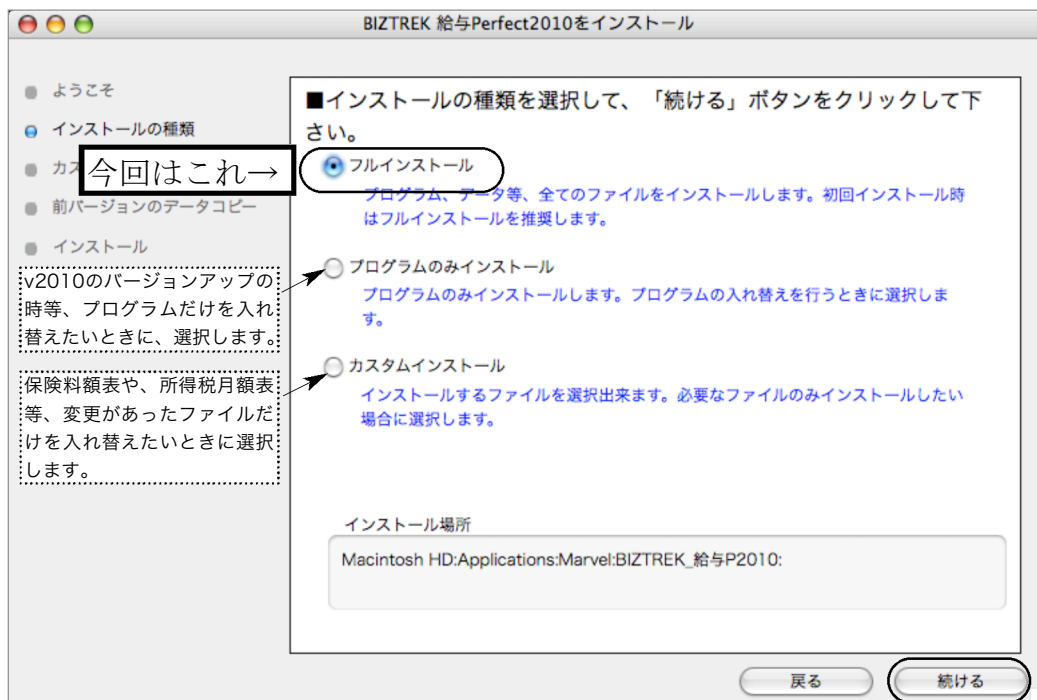 BIZTREK 給与Perfect2010をインストール
ようこそ
インストールの種類
カス
前バージョンのデータコピー
インストール
今回はこれ→
v2010のバージョンアップの
時等、プログラムだけを入れ
替えたいときに、選択します。
保険料額表や、所得税月額表
等、変更があったファイルだ
けを入れ替えたいときに選択
します。
■インストールの種類を選択して、「続ける」ボタンをクリックして下
さい。
フルインストール
プログラム、データ等、全てのファイルをインストールします。初回インストール時
はフルインストールを推奨します。
プログラムのみインストール
プログラムのみインストールします。プログラムの入れ替えを行うときに選択しま
す。
カスタムインストール
インストールするファイルを選択出来ます。必要なファイルのみインストールしたい
場合に選択します。
インストール場所
Macintosh HD:Applications:Marvel:BIZTREK_給与P2010:
戻る
続ける